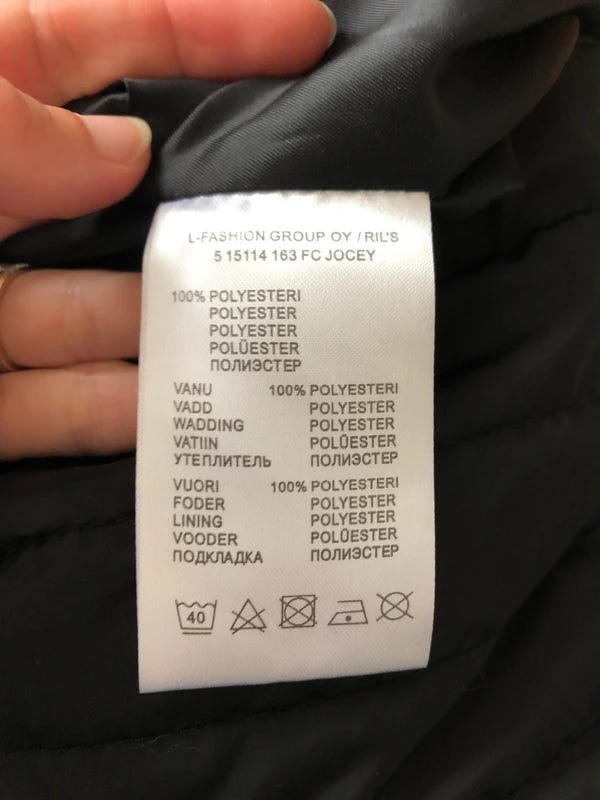 L-FASHION GROUP OY / RIL'S
5 15114 163 FC JOCEY
100% POLYESTERI
POLYESTER
POLYESTER
POLÜESTER
ПОЛИЭСТЕР
VANU 100% POLYESTERI
VADD POLYESTER
WADDING POLYESTER
VATIIN POLÜESTER
УТЕПЛИТЕЛЬ ПОЛИЭСТЕР
VUORI 100% POLYESTERI
FODER POLYESTER
LINING POLYESTER
VOODER POLÜESTER
ПОДКЛАДКА ПОЛИЭСТЕР
40